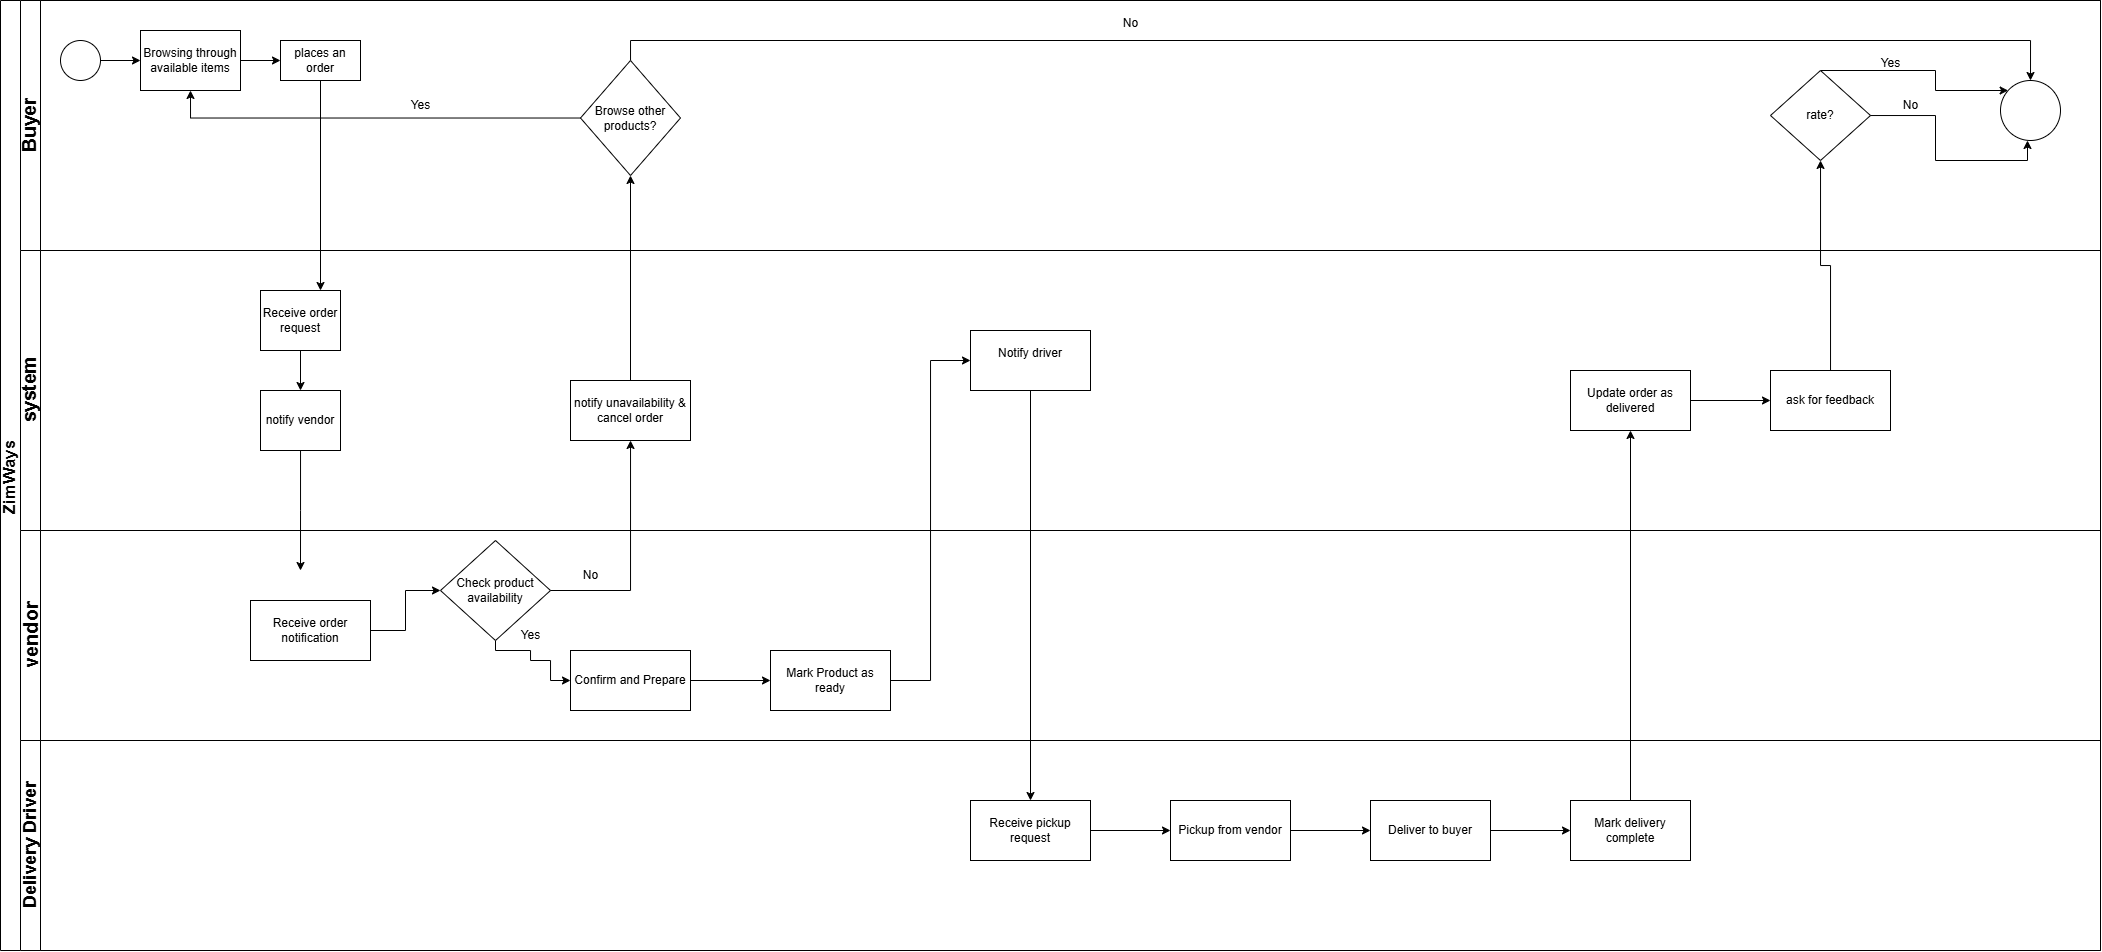 ZimWays
Buyer
Browsing through
available items
places an
order
Yes
Browse other
products?
No
rate?
Yes
No
system
Receive order
request
notify vendor
notify unavailability &
cancel order
Notify driver
Update order as
delivered
ask for feedback
vendor
Receive order
notification
Check product
availability
No
Yes
Confirm and Prepare
Mark Product as
ready
Delivery Driver
Receive pickup
request
Pickup from vendor
Deliver to buyer
Mark delivery
complete